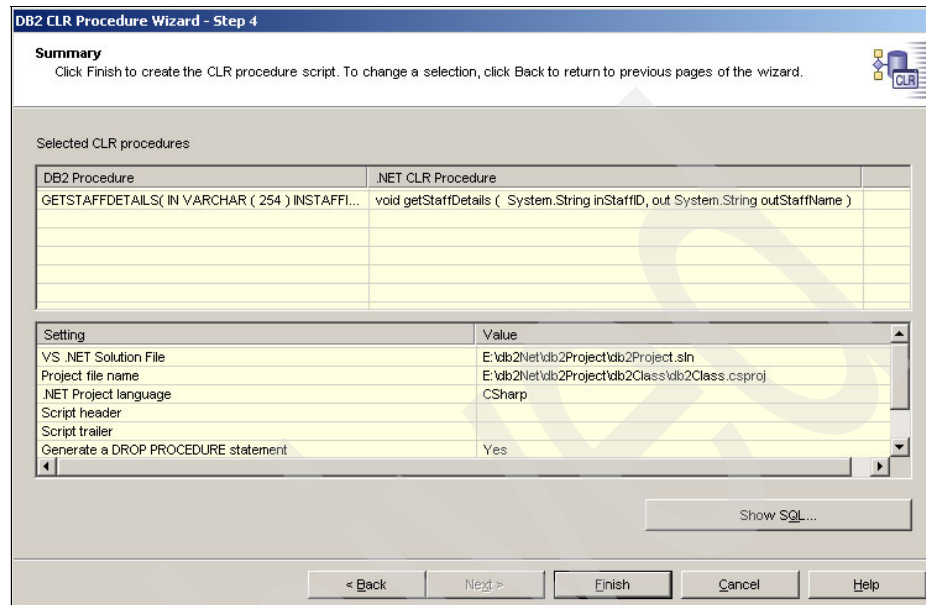 DB2 CLR Procedure Wizard - Step 4
Summary
Click Finish to create the CLR procedure script. To change a selection, click Back to return to previous pages of the wizard.
CLR
Selected CLR procedures
DB2 Procedure .NET CLR Procedure
GETSTAFFDETAILS( IN VARCHAR ( 254 ) INSTAFFI... void getStaffDetails ( System.String inStaffID, out System.String outStaffName )
Setting Value
VS .NET Solution File E:\db2Net\db2Project\db2Project.sln
Project file name E:\db2Net\db2Project\db2Class\db2Class.csproj
.NET Project language CSharp
Script header
Script trailer
Generate a DROP PROCEDURE statement Yes
Show SQL...
< Back Next > Finish Cancel Help